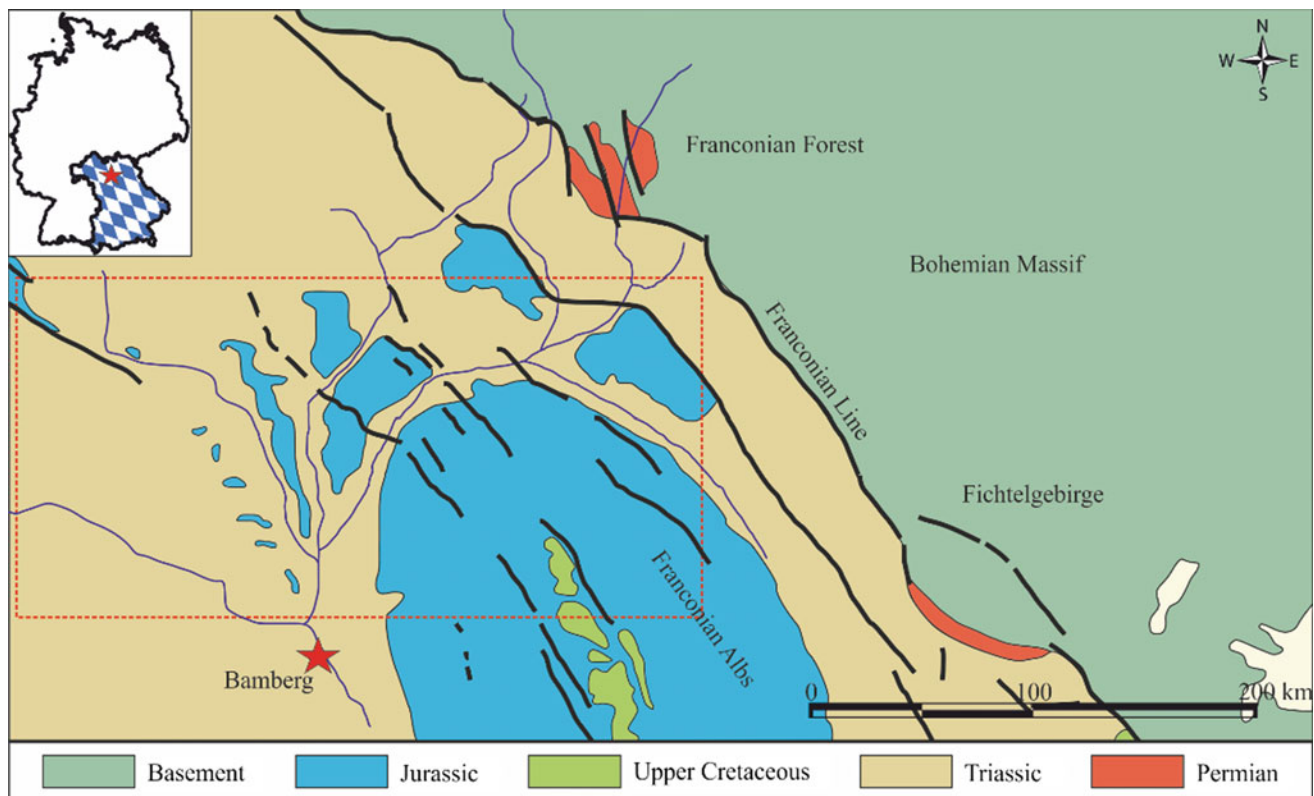 N
W E
S
Franconian Forest
Bohemian Massif
Franconian Line
Fichtelgebirge
Franconian Albs
Bamberg
0 100 200 km
Basement Jurassic Upper Cretaceous Triassic Permian